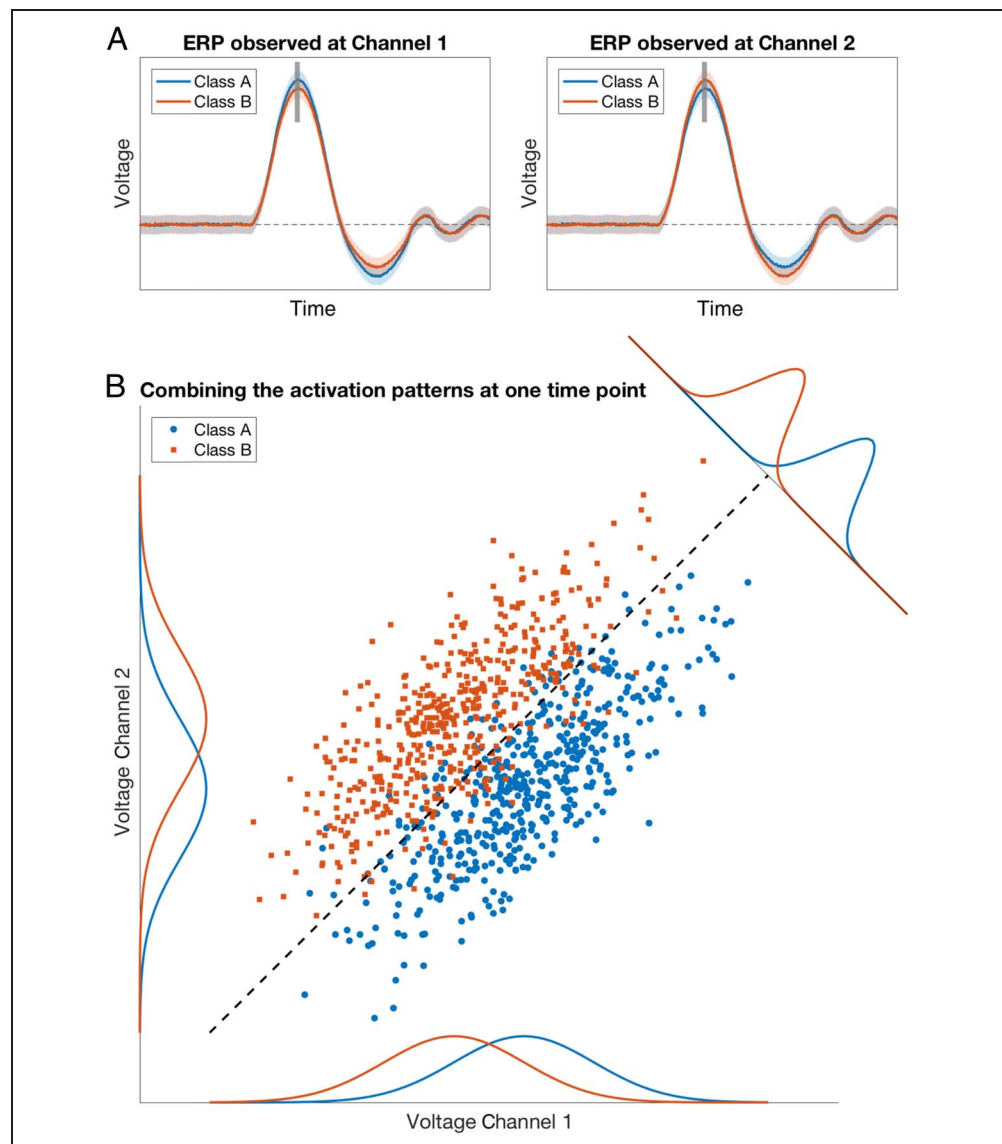 A
ERP observed at Channel 1
ERP observed at Channel 2
Class A
Class B
Class A
Class B
Voltage
Voltage
Time
Time
B Combining the activation patterns at one time point
Class A
Class B
Voltage Channel 2
Voltage Channel 1